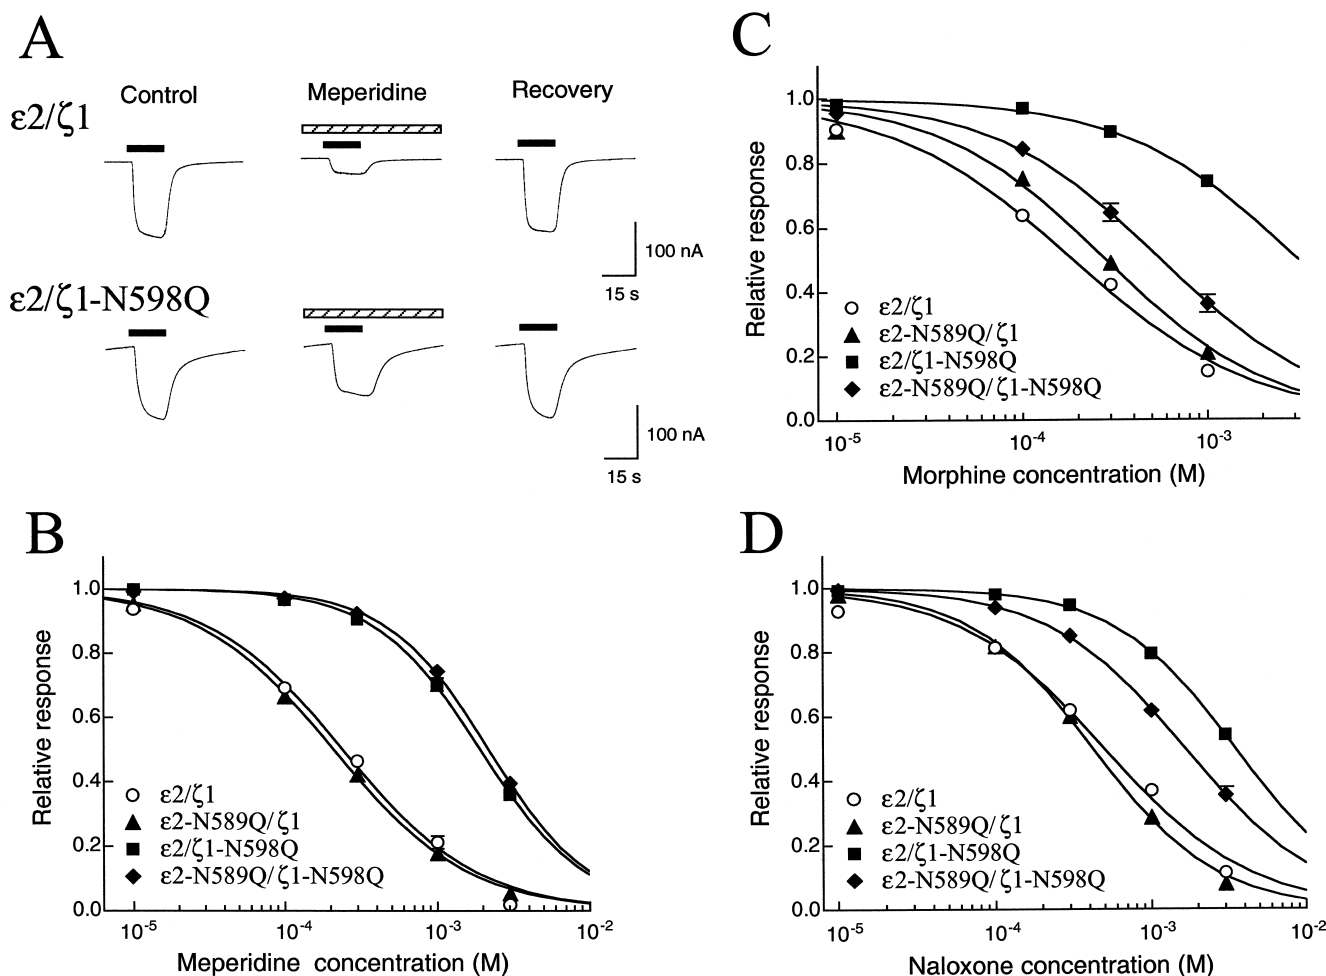 A
Control
Meperidine
Recovery
ε2/ζ1
100 nA
15 s
ε2/ζ1-N598Q
100 nA
15 s
B
Relative response
1.0
0.8
0.6
0.4
0.2
0.0
ε2/ζ1
ε2-N589Q/ζ1
ε2/ζ1-N598Q
ε2-N589Q/ζ1-N598Q
10-5 10-4 10-3 10-2
Meperidine concentration (M)
C
Relative response
1.0
0.8
0.6
0.4
0.2
0.0
ε2/ζ1
ε2-N589Q/ζ1
ε2/ζ1-N598Q
ε2-N589Q/ζ1-N598Q
10-5 10-4 10-3
Morphine concentration (M)
D
Relative response
1.0
0.8
0.6
0.4
0.2
0.0
ε2/ζ1
ε2-N589Q/ζ1
ε2/ζ1-N598Q
ε2-N589Q/ζ1-N598Q
10-5 10-4 10-3 10-2
Naloxone concentration (M)